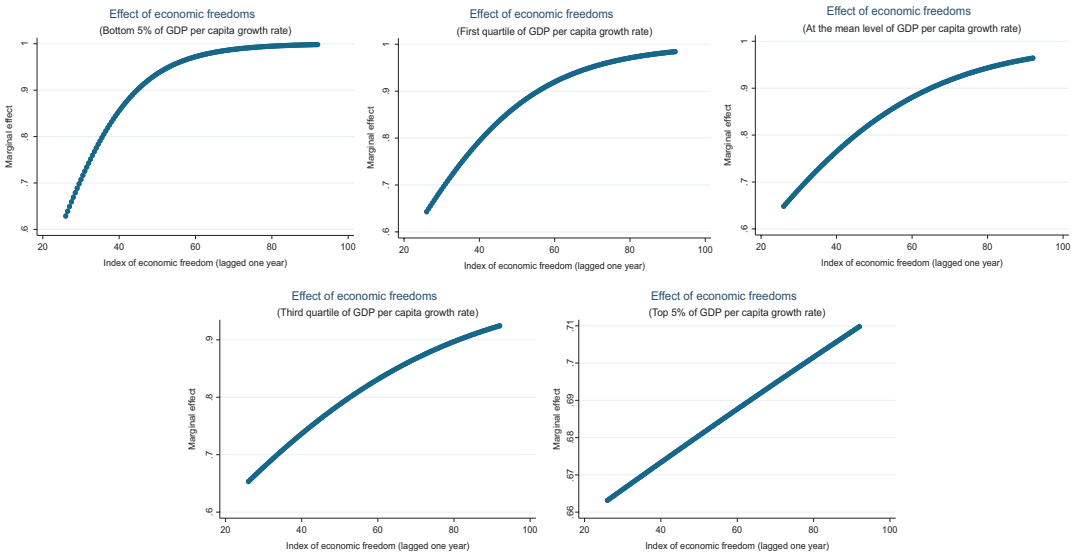 Effect of economic freedoms
(Bottom 5% of GDP per capita growth rate)
Marginal effect
1
.9
.8
.7
.6
20 40 60 80 100
Index of economic freedom (lagged one year)
Effect of economic freedoms
(First quartile of GDP per capita growth rate)
Marginal effect
1
.9
.8
.7
.6
20 40 60 80 100
Index of economic freedom (lagged one year)
Effect of economic freedoms
(At the mean level of GDP per capita growth rate)
Marginal effect
1
.9
.8
.7
.6
20 40 60 80 100
Index of economic freedom (lagged one year)
Effect of economic freedoms
(Third quartile of GDP per capita growth rate)
Marginal effect
.9
.8
.7
.6
20 40 60 80 100
Index of economic freedom (lagged one year)
Effect of economic freedoms
(Top 5% of GDP per capita growth rate)
Marginal effect
.71
.7
.69
.68
.67
.66
20 40 60 80 100
Index of economic freedom (lagged one year)